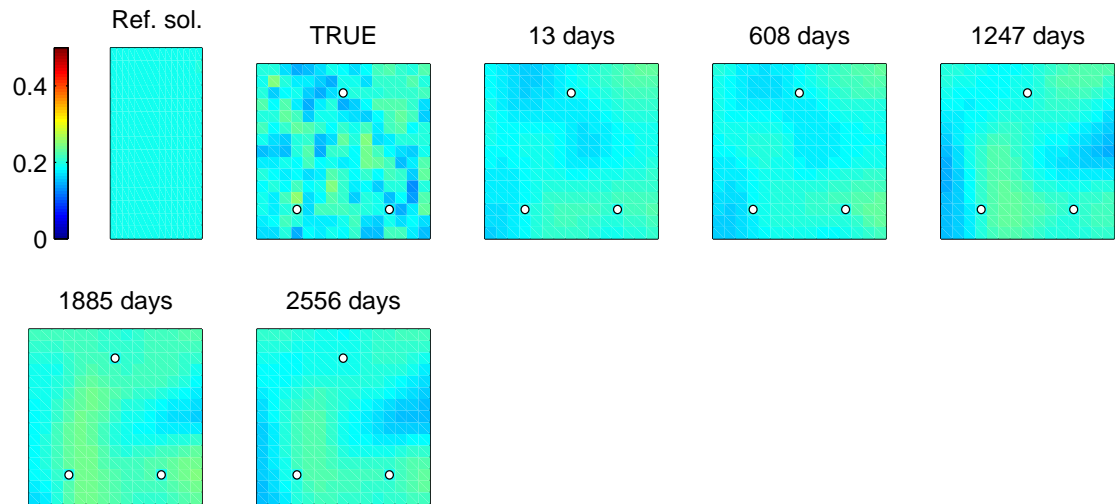 Ref. sol.
TRUE
13 days
608 days
1247 days
0.4
0.2
0
1885 days
2556 days